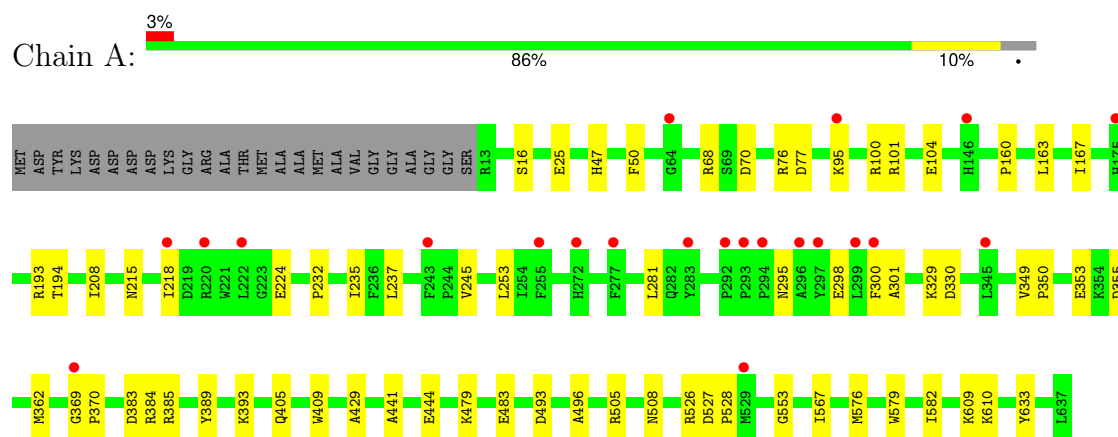 3%
Chain A:
86% 10% •
MET ASP TYR LYS ASP ASP ASP ASP LYS GLY ARG ALA THR MET ALA ALA MET ALA VAL GLY GLY ALA GLY GLY SER R13 S16 E25 H47 F50 G64 R68 S69 D70 R76 D77 K95 R100 R101 E104 H146 P160 L163 I167 H175
R193 T194 I208 N215 I218 D219 R220 W221 L222 G223 E224 P232 I235 F236 L237 F243 P244 V245 L253 I254 F255 H272 F277 L281 Q282 Y283 P292 P293 P294 N295 A296 Y297 E298 L299 F300 A301 K329 D330 L345 V349 P350 E353 K354 D355
M362 G369 P370 D383 R384 R385 Y389 K393 Q405 W409 A429 A441 E444 K479 E483 D493 A496 R505 N508 R526 D527 P528 M529 G553 I567 M576 W579 I582 K609 K610 Y633 L637